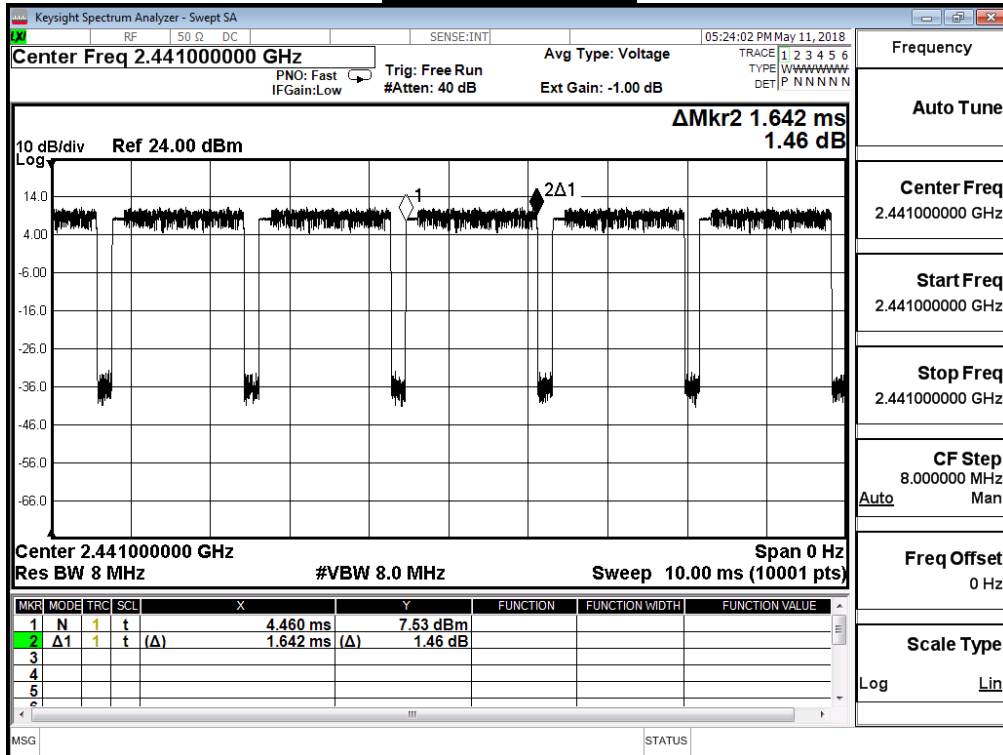 Keysight Spectrum Analyzer - Swept SA
LXI RF 50 Ω DC SENSE:INT 05:24:02 PM May 11, 2018
Center Freq 2.441000000 GHz
PNO: Fast
IFGain:Low
Trig: Free Run
#Atten: 40 dB
Avg Type: Voltage
Ext Gain: -1.00 dB
TRACE 1 2 3 4 5 6
TYPE WWWWWW
DET P N N N N N
ΔMkr2 1.642 ms
1.46 dB
10 dB/div Ref 24.00 dBm
Log
1
2Δ1
14.0
4.00
-6.00
-16.0
-26.0
-36.0
-46.0
-56.0
-66.0
Center 2.441000000 GHz Span 0 Hz
Res BW 8 MHz #VBW 8.0 MHz Sweep 10.00 ms (10001 pts)
MKR MODE TRC SCL X Y FUNCTION FUNCTION WIDTH FUNCTION VALUE
1 N 1 t 4.460 ms 7.53 dBm
2 Δ1 1 t (Δ) 1.642 ms (Δ) 1.46 dB
3
4
5
6
MSG STATUS
Frequency
Auto Tune
Center Freq
2.441000000 GHz
Start Freq
2.441000000 GHz
Stop Freq
2.441000000 GHz
CF Step
8.000000 MHz
Auto Man
Freq Offset
0 Hz
Scale Type
Log Lin